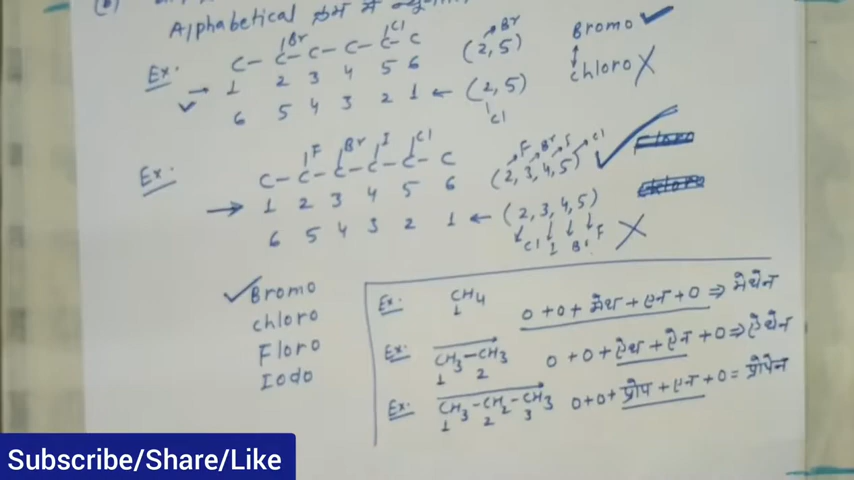 (6)
Alphabetical क्रम में
Br Cl
Ex. C - C - C - C - C - C (2,5) Br Bromo ✓
→ 1 2 3 4 5 6 chloro ✗
✓ 6 5 4 3 2 1 ← (2,5) Cl
F Br I Cl
Ex. C - C - C - C - C - C (2,3,4,5) F Br I Cl ✓
→ 1 2 3 4 5 6
6 5 4 3 2 1 ← (2,3,4,5) ✗
Cl I Br F
✓ Bromo
chloro
Floro
Iodo
Ex. CH4 0+0+मेथ+एन+0 ⇒ मेथेन
1
Ex. CH3-CH3 0+0+ऐथ+ऐन+0 ⇒ ऐथेन
1 2
Ex. CH3-CH2-CH3 0+0+प्रोप+एन+0 = प्रोपेन
1 2 3
Subscribe/Share/Like